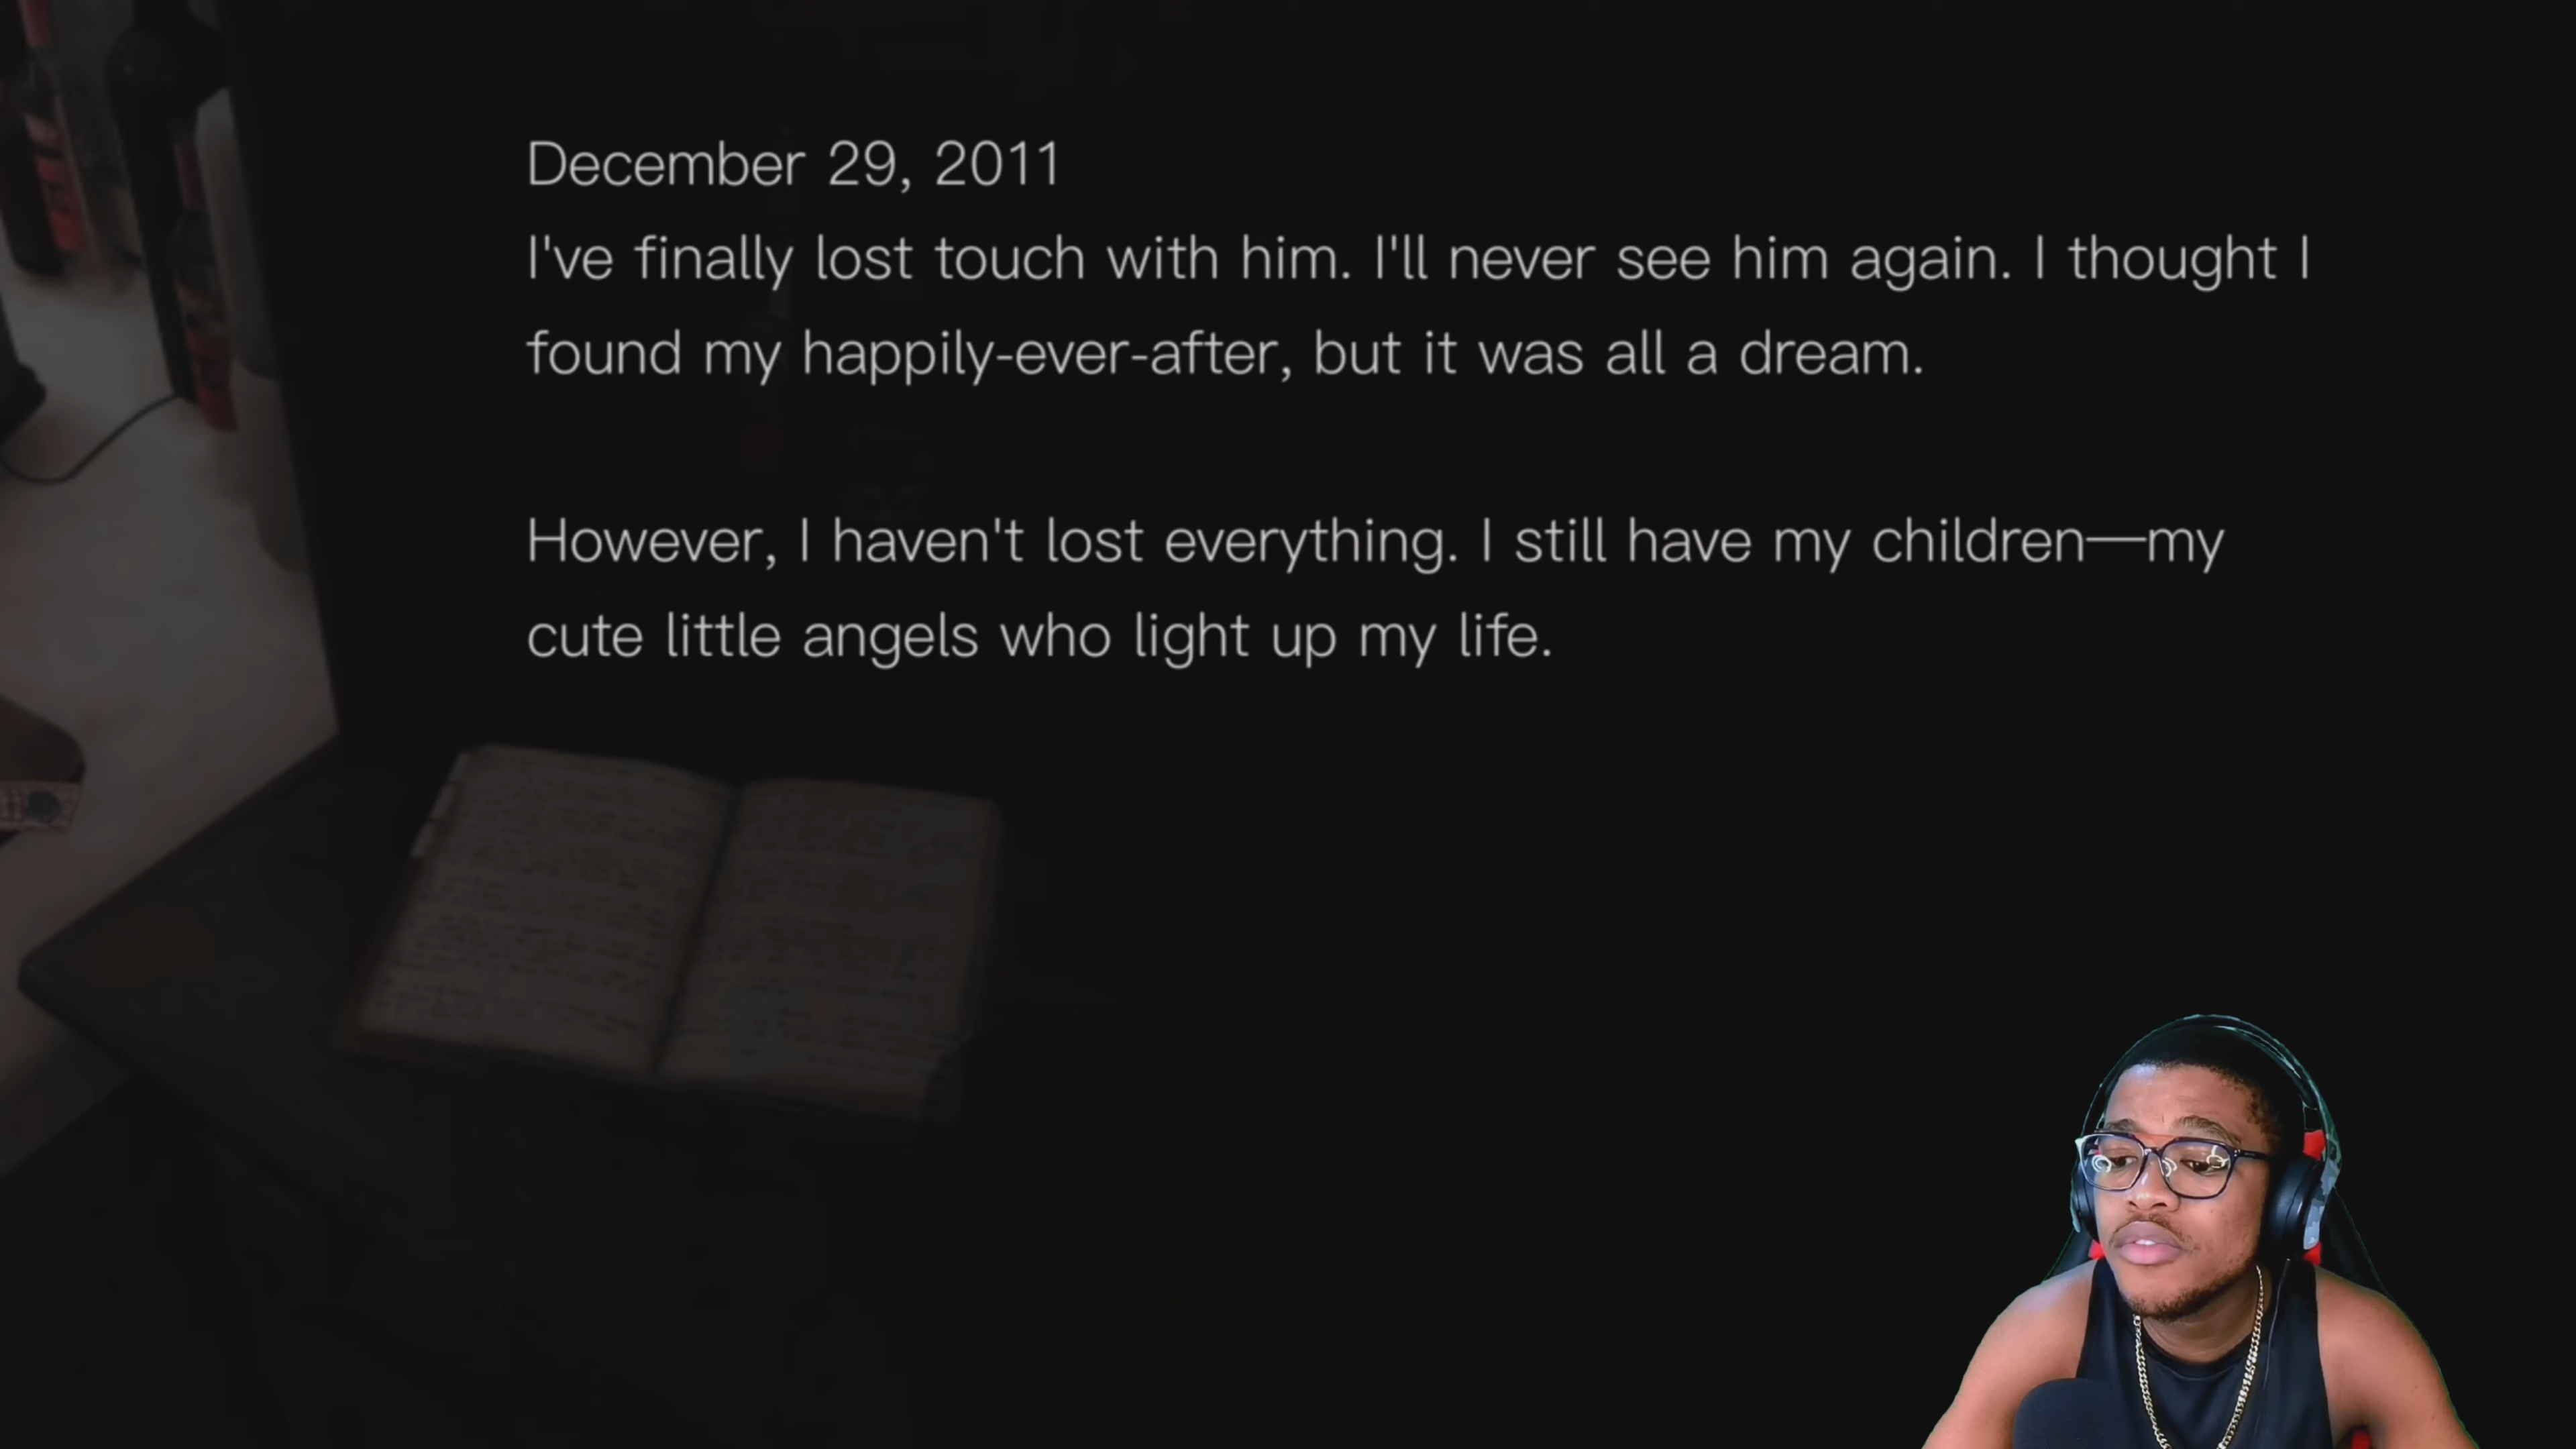 December 29, 2011
I've finally lost touch with him. I'll never see him again. I thought I
found my happily-ever-after, but it was all a dream.
However, I haven't lost everything. I still have my children—my
cute little angels who light up my life.